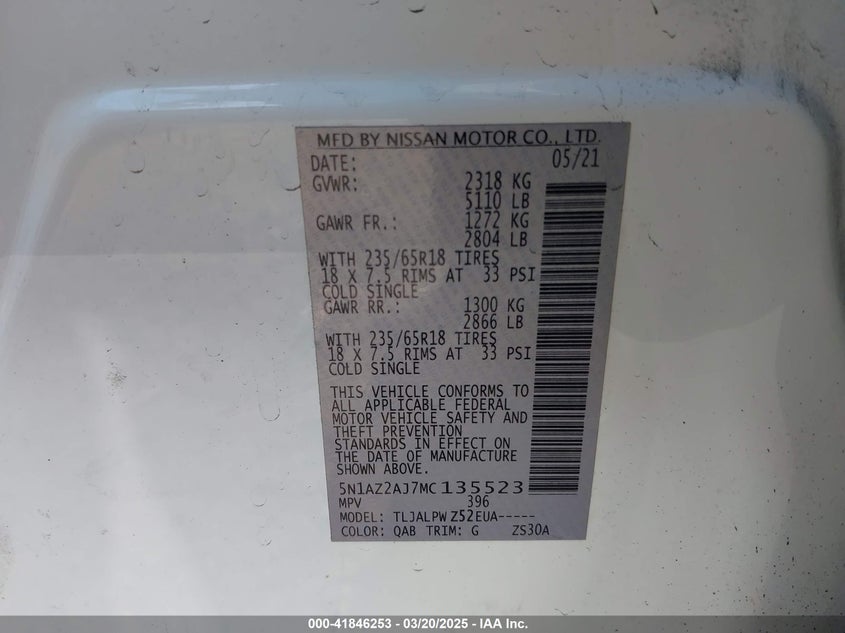 MFD BY NISSAN MOTOR CO., LTD.
DATE: 05/21
GVWR: 2318 KG
5110 LB
GAWR FR.: 1272 KG
2804 LB
WITH 235/65R18 TIRES
18 X 7.5 RIMS AT 33 PSI
COLD SINGLE
GAWR RR.: 1300 KG
2866 LB
WITH 235/65R18 TIRES
18 X 7.5 RIMS AT 33 PSI
COLD SINGLE
THIS VEHICLE CONFORMS TO
ALL APPLICABLE FEDERAL
MOTOR VEHICLE SAFETY AND
THEFT PREVENTION
STANDARDS IN EFFECT ON
THE DATE OF MANUFACTURE
SHOWN ABOVE.
5N1AZ2AJ7MC135523
MPV 396
MODEL: TLJALPWZ52EUA-----
COLOR: QAB TRIM: G ZS30A
000-41846253 - 03/20/2025 - IAA Inc.